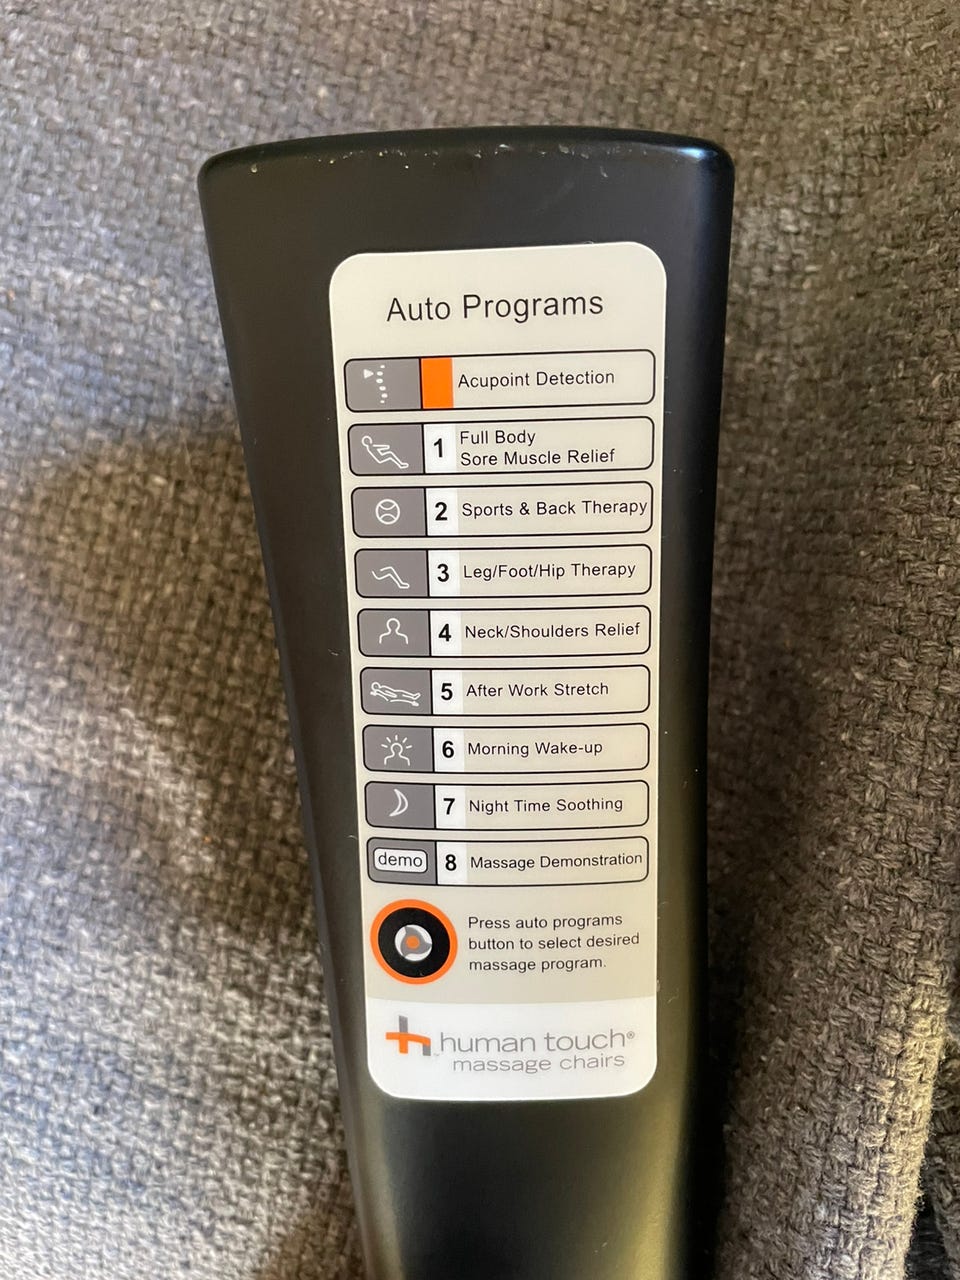 Auto Programs
Acupoint Detection
1 Full Body
Sore Muscle Relief
2 Sports & Back Therapy
3 Leg/Foot/Hip Therapy
4 Neck/Shoulders Relief
5 After Work Stretch
6 Morning Wake-up
7 Night Time Soothing
demo 8 Massage Demonstration
Press auto programs
button to select desired
massage program.
human touch®
massage chairs